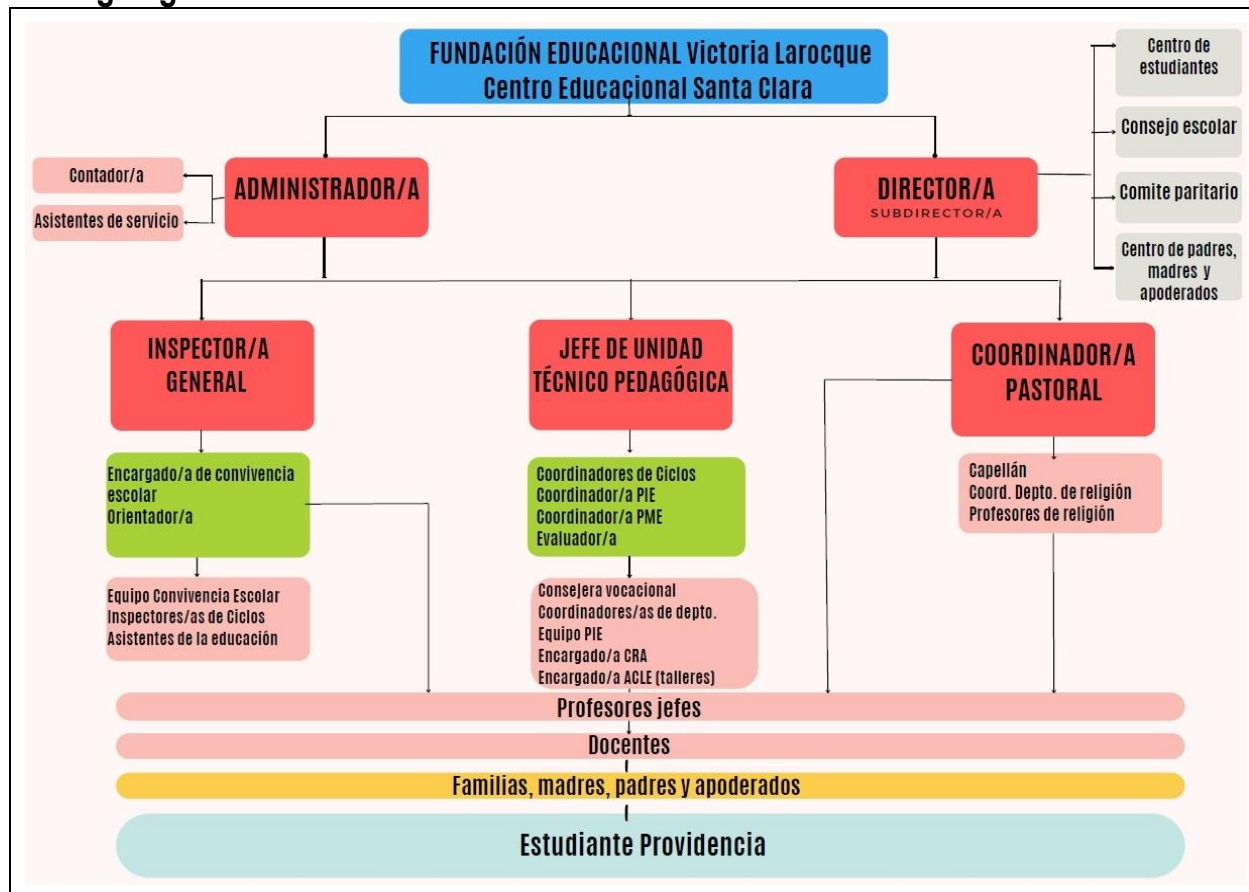 FUNDACIÓN EDUCACIONAL Victoria Larocque
Centro Educacional Santa Clara
Centro de
estudiantes
Consejo escolar
Comite paritario
Centro de padres,
madres y
apoderados
Contador/a
Asistentes de servicio
ADMINISTRADOR/A
DIRECTOR/A
SUBDIRECTOR/A
INSPECTOR/A
GENERAL
JEFE DE UNIDAD
TÉCNICO PEDAGÓGICA
COORDINADOR/A
PASTORAL
Encargado/a de convivencia
escolar
Orientador/a
Coordinadores de Ciclos
Coordinador/a PIE
Coordinador/a PME
Evaluador/a
Capellán
Coord. Depto. de religión
Profesores de religión
Equipo Convivencia Escolar
Inspectores/as de Ciclos
Asistentes de la educación
Consejera vocacional
Coordinadores/as de depto.
Equipo PIE
Encargado/a CRA
Encargado/a ACLE (talleres)
Profesores jefes
Docentes
Familias, madres, padres y apoderados
Estudiante Providencia